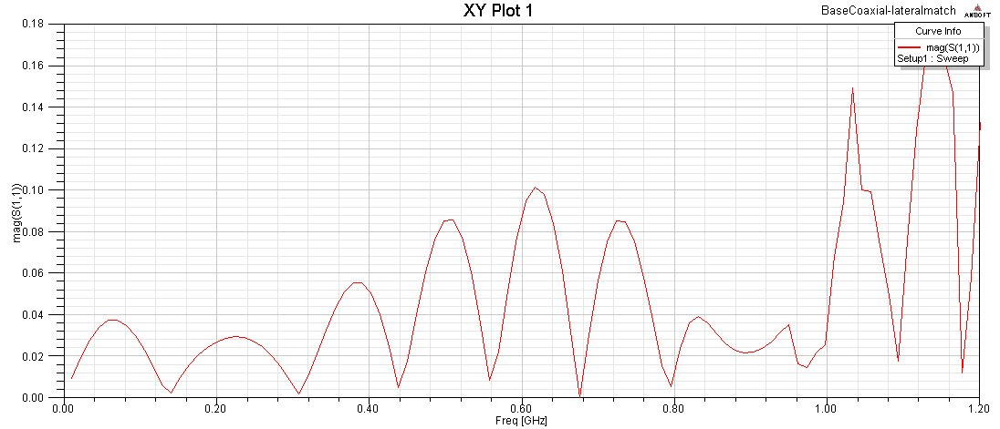 XY Plot 1
BaseCoaxial-lateralmatch
ANSOFT
Curve Info
mag(S(1,1))
Setup1 : Sweep
0.18
0.16
0.14
0.12
0.10
0.08
0.06
0.04
0.02
0.00
mag(S(1,1))
0.00 0.20 0.40 0.60 0.80 1.00 1.20
Freq [GHz]